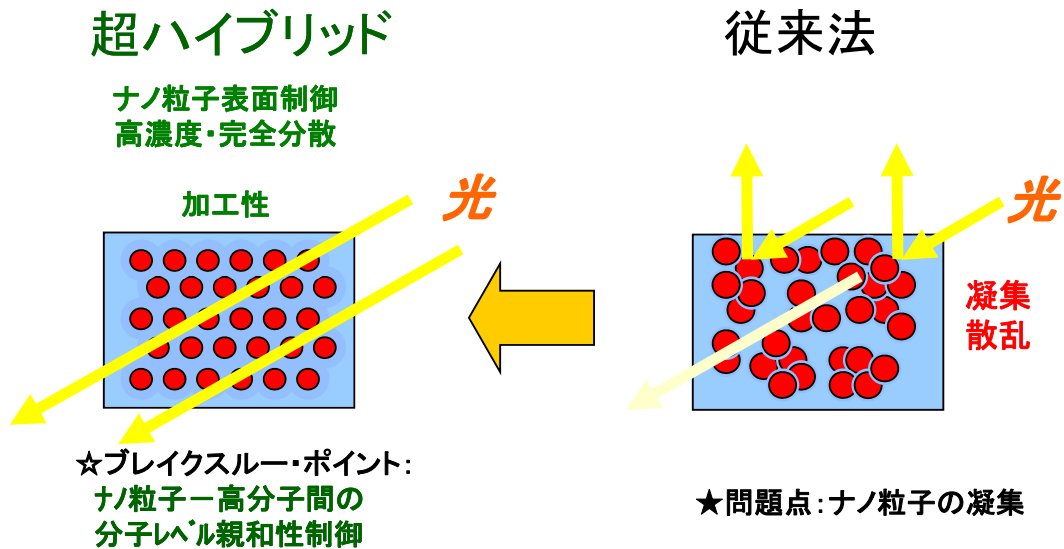 超ハイブリッド
ナノ粒子表面制御
高濃度・完全分散
加工性
光
☆ブレイクスルー・ポイント：
ナノ粒子－高分子間の
分子レベル親和性制御
従来法
光
凝集
散乱
★問題点：ナノ粒子の凝集